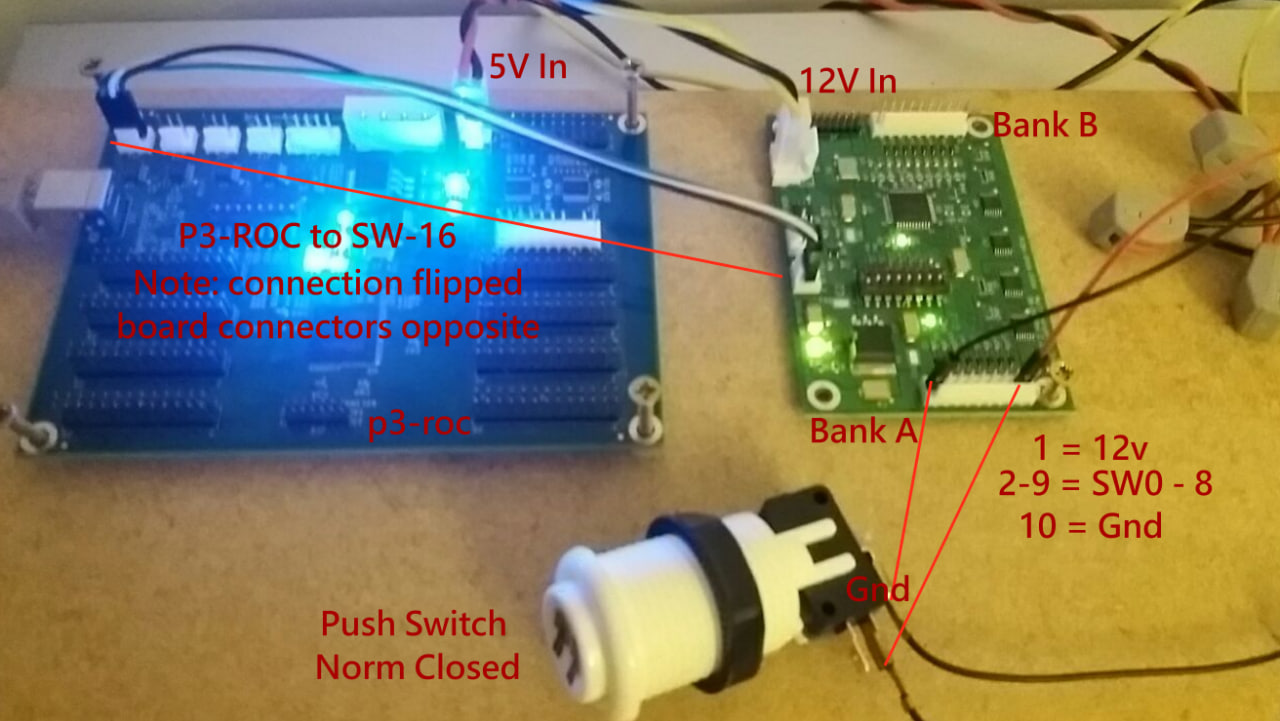 5V In
12V In
Bank B
P3-ROC to SW-16
Note: connection flipped
board connectors opposite
p3-roc
Bank A
1 = 12v
2-9 = SW0 - 8
10 = Gnd
Gnd
Push Switch
Norm Closed